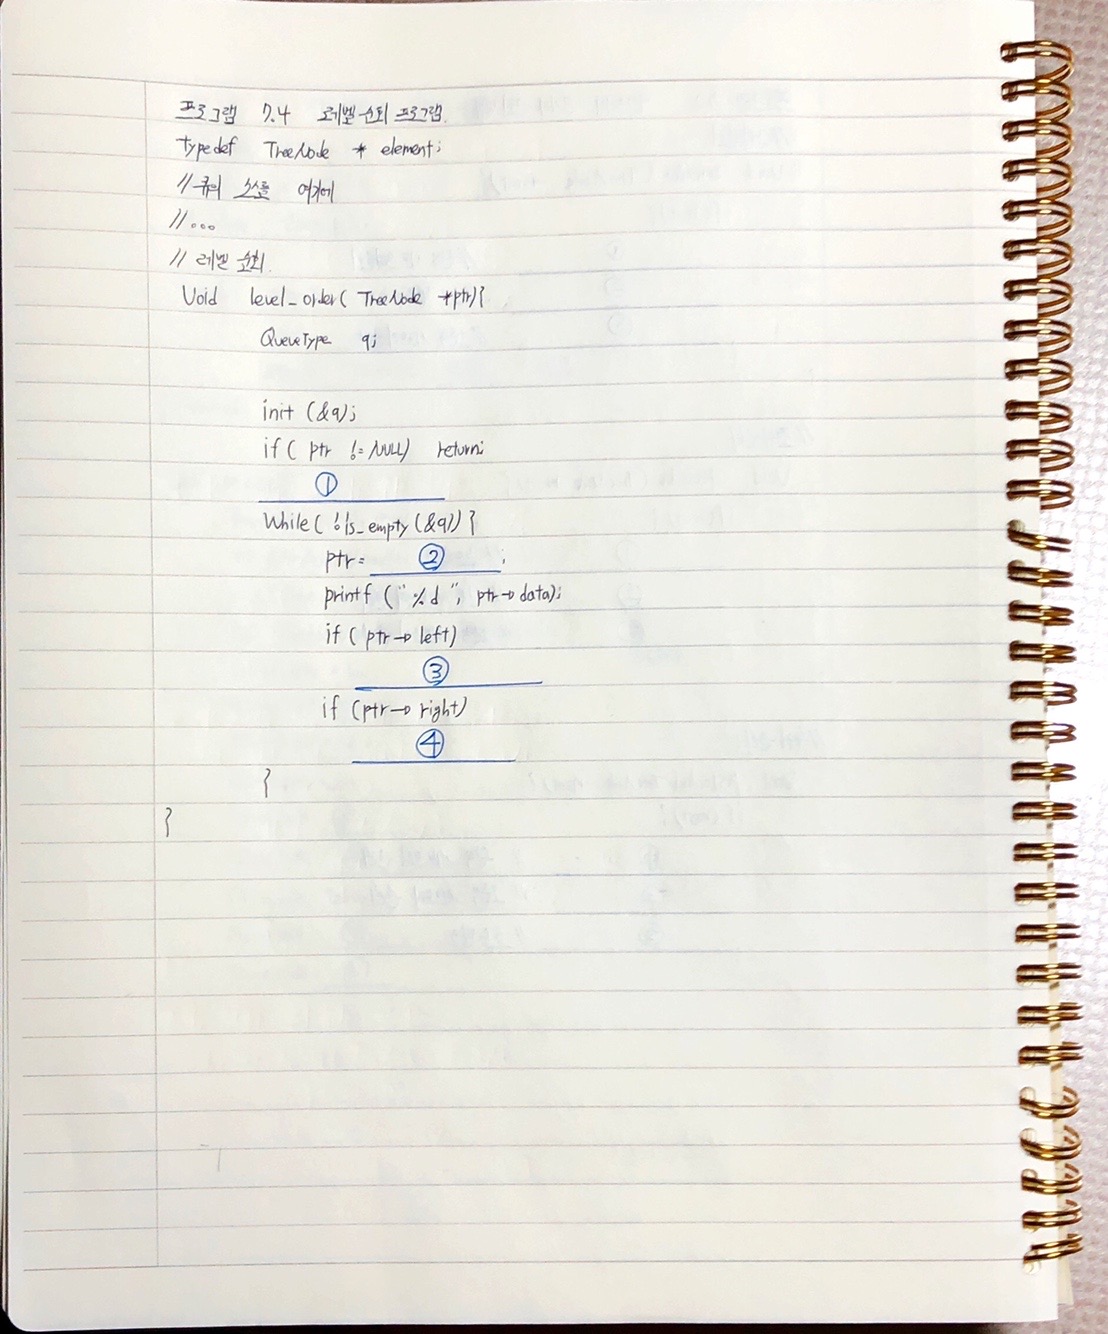 프로그램 7.4 레벨 순회 프로그램.
typedef TreeNode * element;
// 큐의 소스를 여기에
//...
// 레벨 순회.
Void level_order( TreeNode *ptr){
QueueType q;
init (&q);
if( ptr != NULL) return;
①
While( !is_empty(&q)) {
ptr= ② ;
printf ("%d", ptr→data);
if( ptr→left)
③
if (ptr→right)
④
}
}